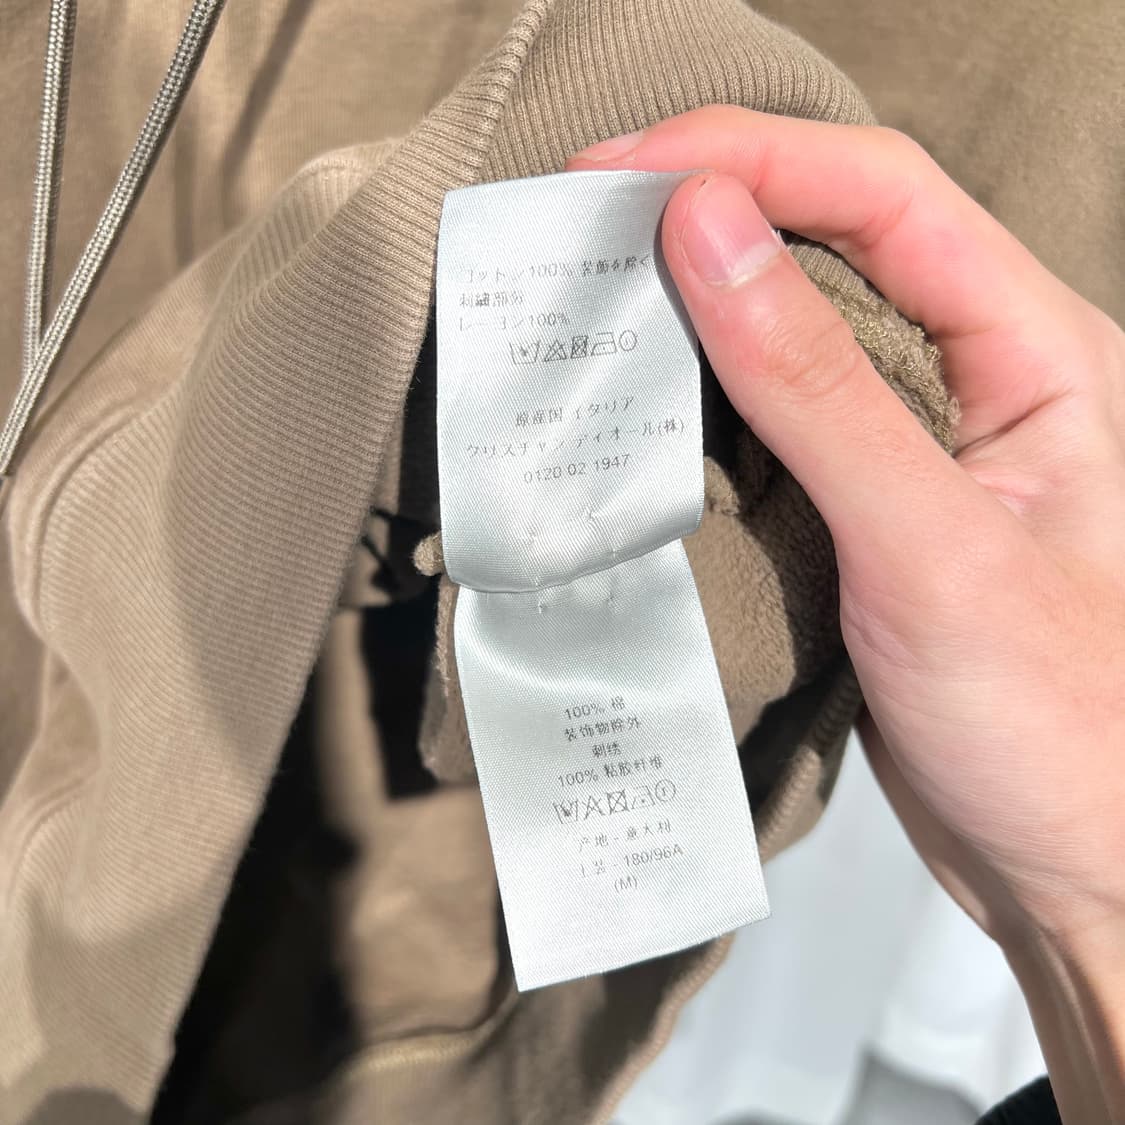 コットン100% 装飾を除く
刺繍部分
レーヨン100%
原産国 イタリア
クリスチャン ディオール(株)
0120 02 1947
100% 棉
装饰物除外
刺绣
100% 粘胶纤维
产地 - 意大利
上装 - 180/96A
(M)